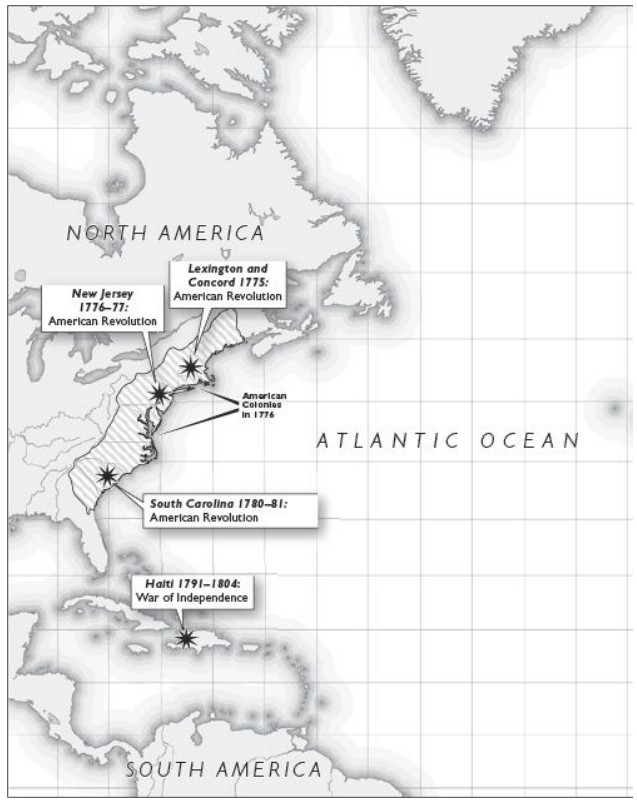 NORTH AMERICA
Lexington and
Concord 1775:
American Revolution
New Jersey
1776–77:
American Revolution
American
Colonies
in 1776
ATLANTIC OCEAN
South Carolina 1780–81:
American Revolution
Haiti 1791–1804:
War of Independence
SOUTH AMERICA